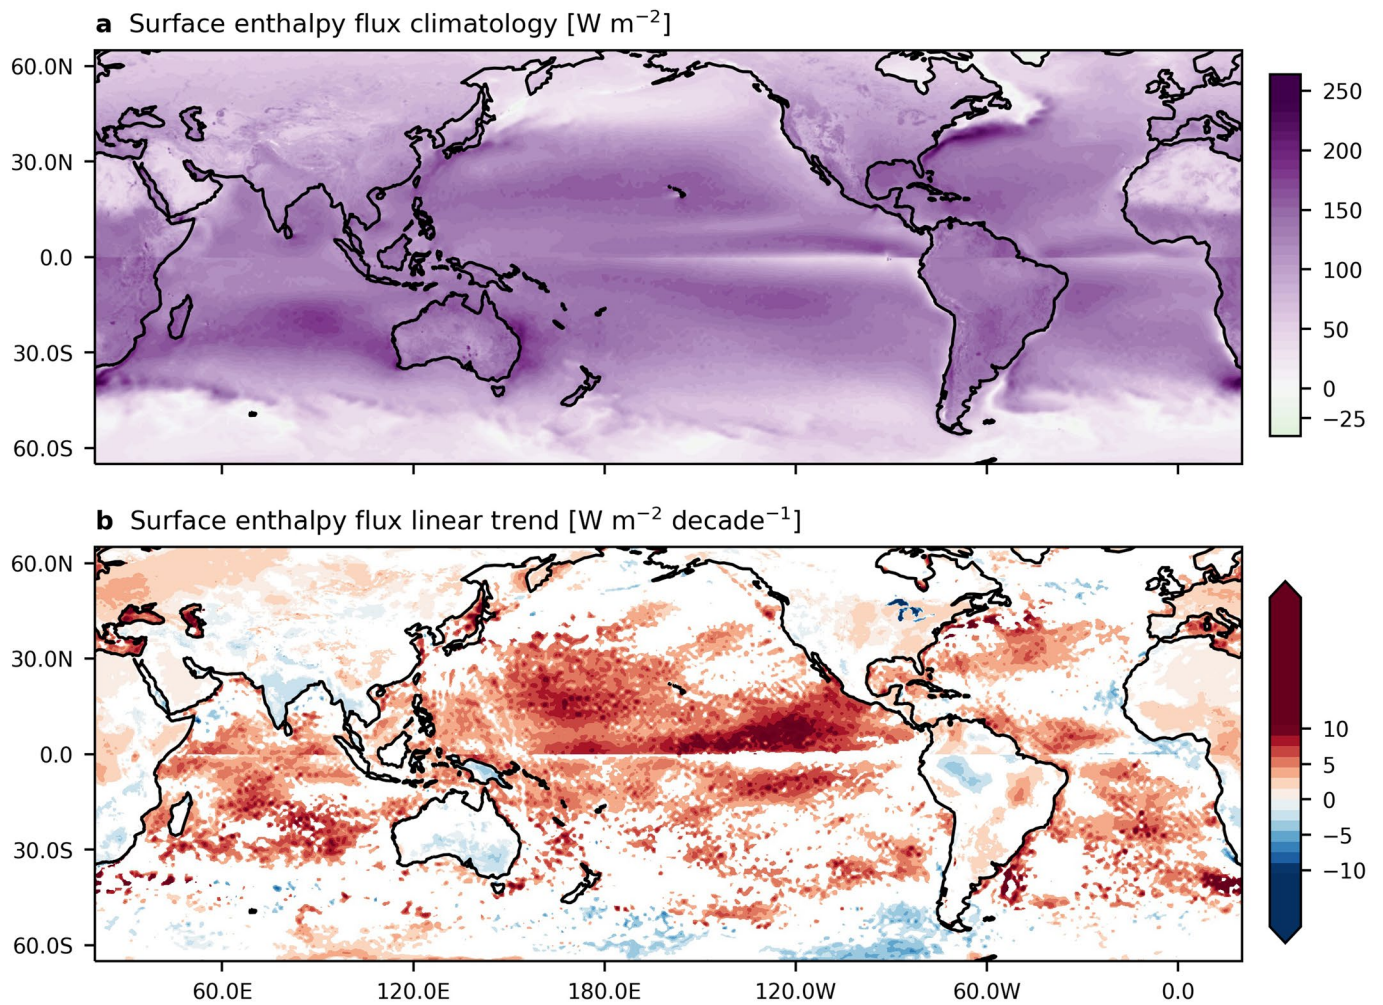 a Surface enthalpy flux climatology [W m⁻²]
60.0N
30.0N
0.0
30.0S
60.0S
250
200
150
100
50
0
−25
b Surface enthalpy flux linear trend [W m⁻² decade⁻¹]
60.0N
30.0N
0.0
30.0S
60.0S
10
5
0
−5
−10
60.0E 120.0E 180.0E 120.0W 60.0W 0.0